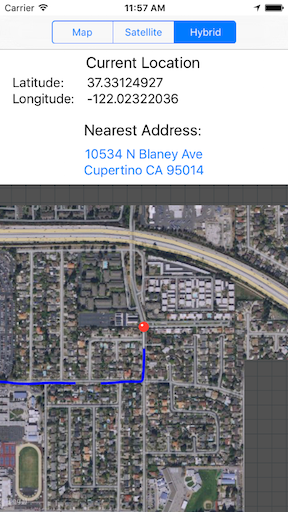 Carrier 11:57 AM
Map Satellite Hybrid
Current Location
Latitude: 37.33124927
Longitude: -122.02322036
Nearest Address:
10534 N Blaney Ave
Cupertino CA 95014